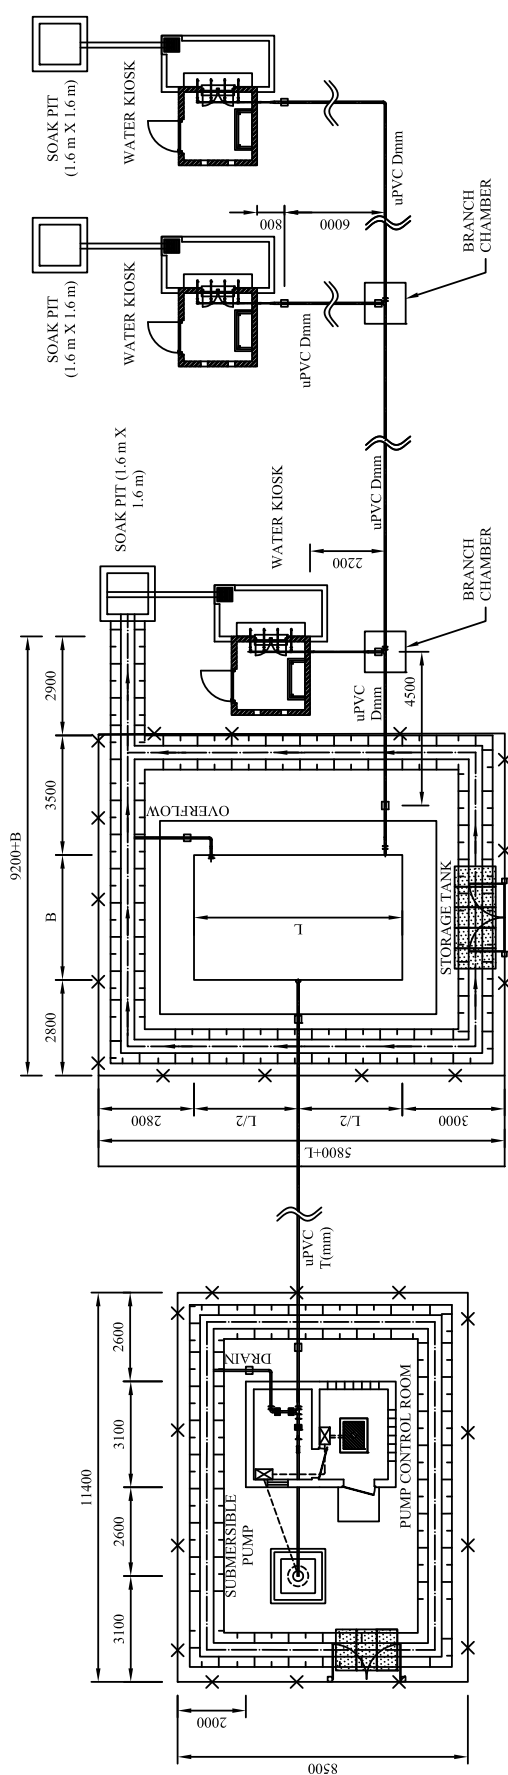 SOAK PIT
(1.6 m X 1.6 m)
WATER KIOSK
uPVC Dmm
800
6000
SOAK PIT
(1.6 m X 1.6 m)
WATER KIOSK
uPVC Dmm
BRANCH
CHAMBER
SOAK PIT (1.6 m X
1.6 m)
WATER KIOSK
uPVC Dmm
2200
BRANCH
CHAMBER
uPVC
Dmm
4500
9200+B
2900
3500
B
2800
OVERFLOW
L
STORAGE TANK
2800
L/2
L/2
3000
5800+L
uPVC
T(mm)
11400
2600
3100
2600
3100
DRAIN
SUBMERSIBLE
PUMP
PUMP CONTROL ROOM
2000
8500